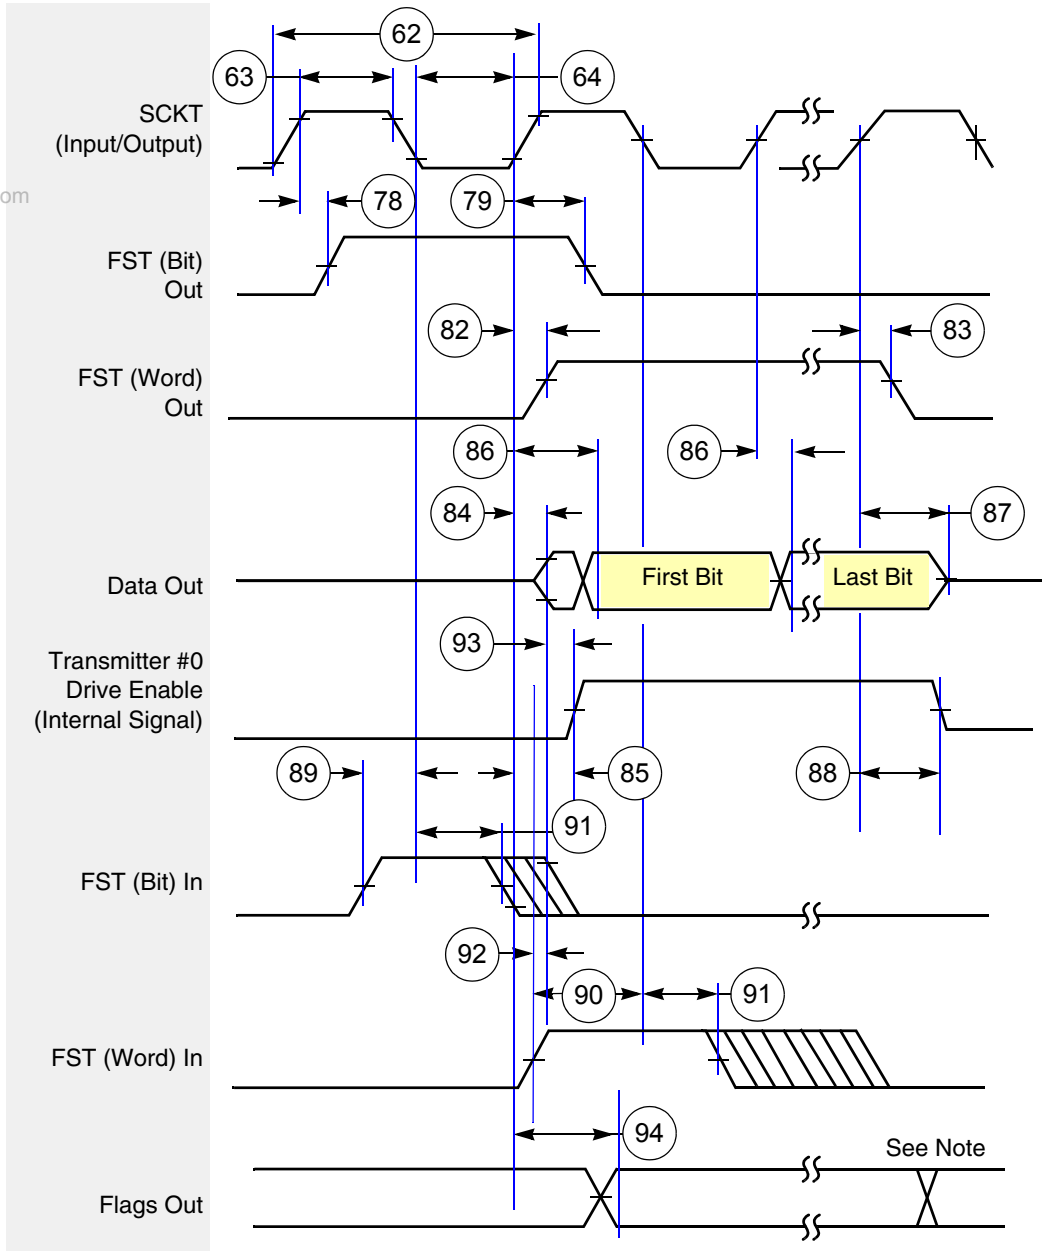 62
63
64
SCKT
(Input/Output)
om
78
79
FST (Bit)
Out
82
83
FST (Word)
Out
86
86
84
87
Data Out
First Bit
Last Bit
93
Transmitter #0
Drive Enable
(Internal Signal)
89
85
88
91
FST (Bit) In
92
90
91
FST (Word) In
94
See Note
Flags Out